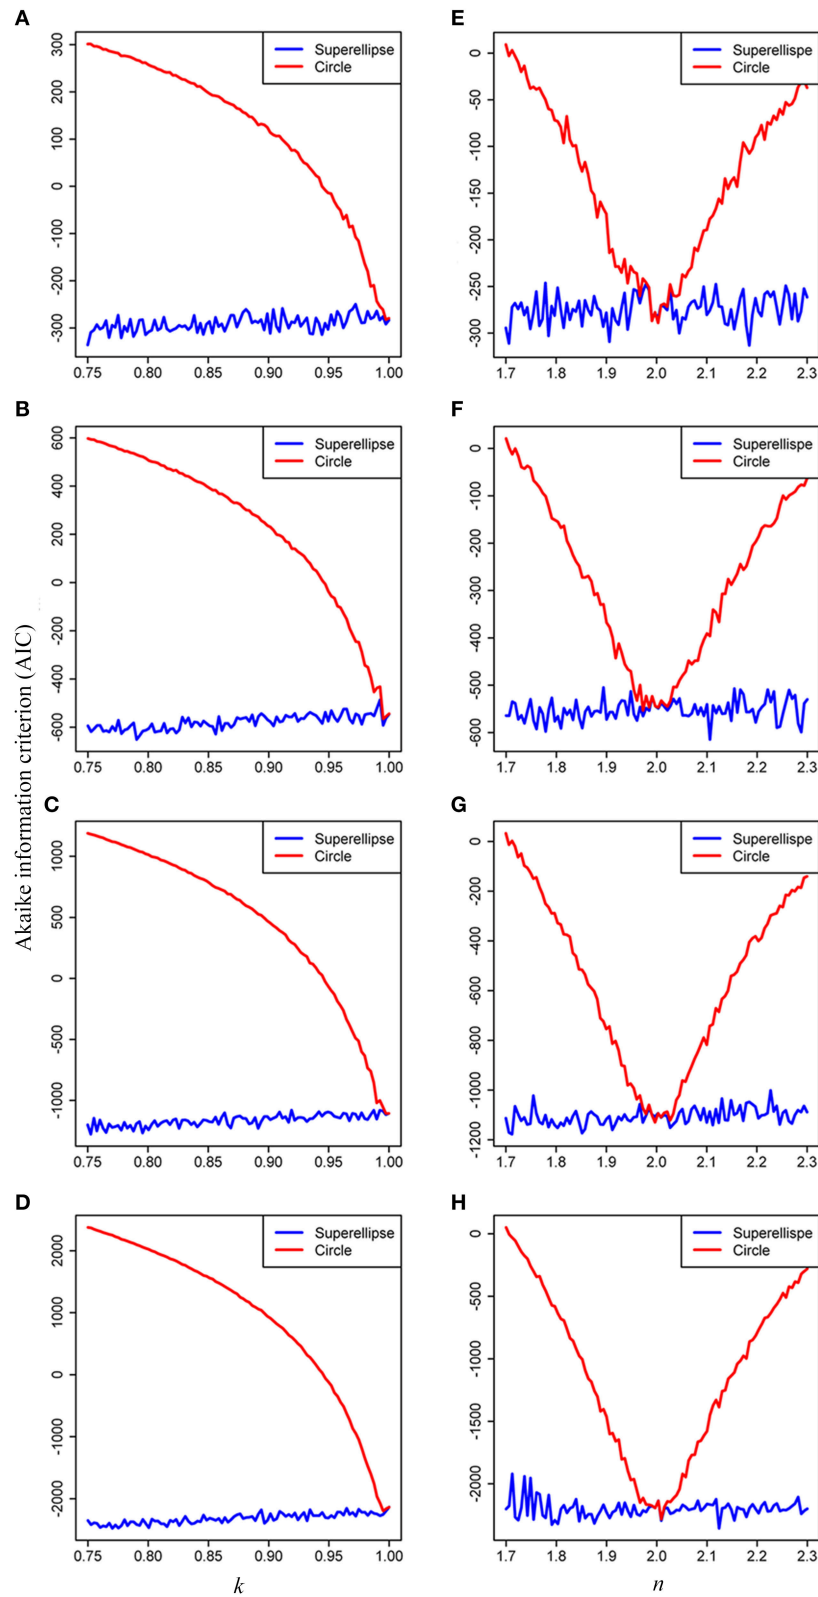 Akaike information criterion (AIC)
A
300
200
100
0
-100
-200
-300
0.75 0.80 0.85 0.90 0.95 1.00
Superellipse
Circle
E
0
-50
-100
-150
-200
-250
-300
1.7 1.8 1.9 2.0 2.1 2.2 2.3
Superellispe
Circle
B
600
400
200
0
-200
-400
-600
0.75 0.80 0.85 0.90 0.95 1.00
Superellipse
Circle
F
0
-100
-200
-300
-400
-500
-600
1.7 1.8 1.9 2.0 2.1 2.2 2.3
Superellispe
Circle
C
1000
500
0
-500
-1000
0.75 0.80 0.85 0.90 0.95 1.00
Superellipse
Circle
G
0
-200
-400
-600
-800
-1000
-1200
1.7 1.8 1.9 2.0 2.1 2.2 2.3
Superellispe
Circle
D
2000
1000
0
-1000
-2000
0.75 0.80 0.85 0.90 0.95 1.00
Superellipse
Circle
k
H
0
-500
-1000
-1500
-2000
1.7 1.8 1.9 2.0 2.1 2.2 2.3
Superellispe
Circle
n